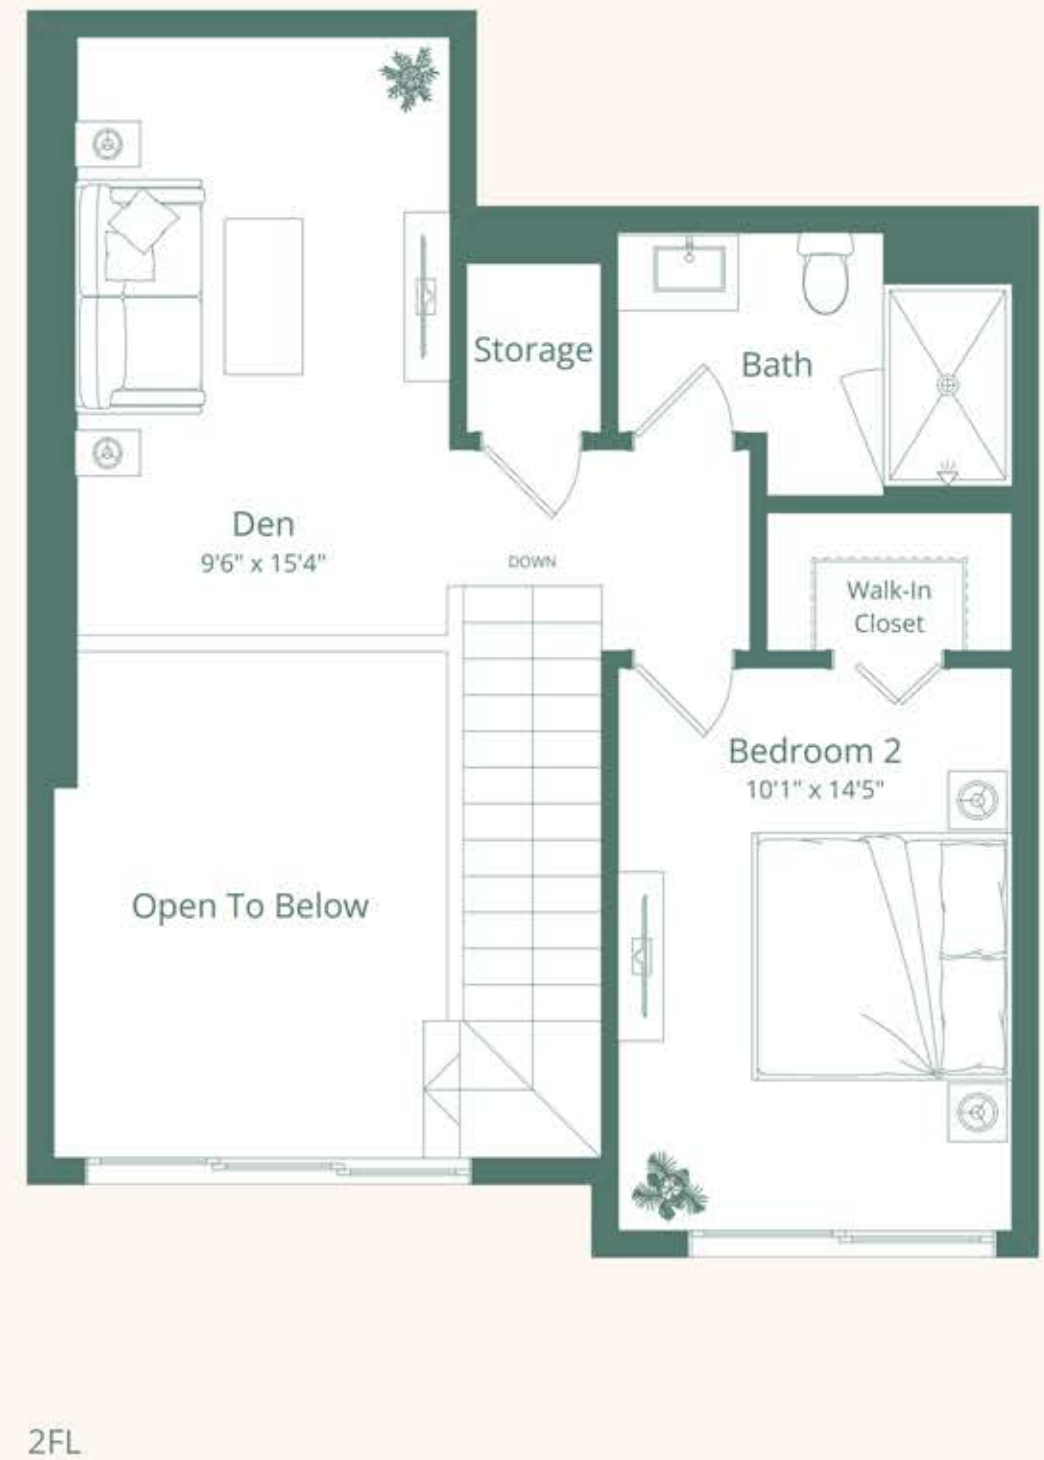 Storage
Bath
Den
9'6" x 15'4"
DOWN
Walk-In
Closet
Bedroom 2
10'1" x 14'5"
Open To Below
2FL